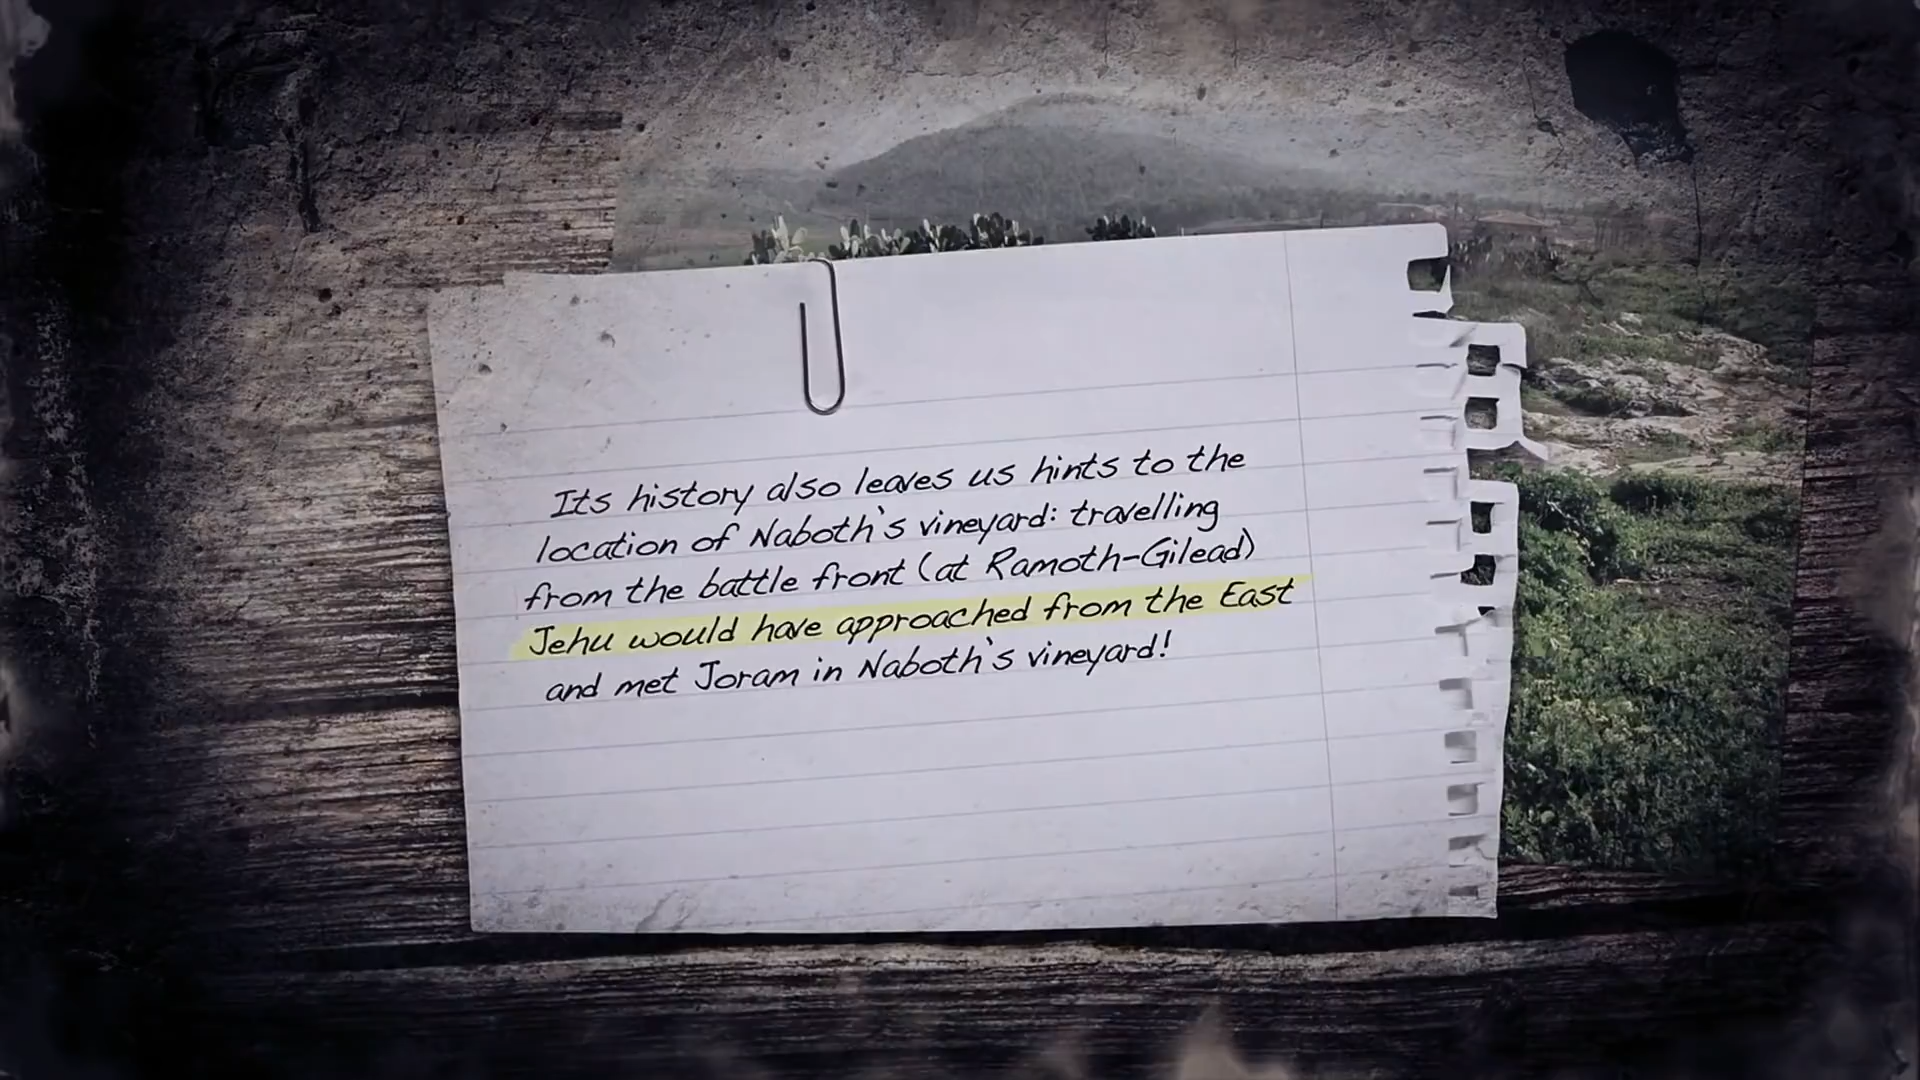 Its history also leaves us hints to the
location of Naboth's vineyard: travelling
from the battle front (at Ramoth-Gilead)
Jehu would have approached from the East
and met Joram in Naboth's vineyard!